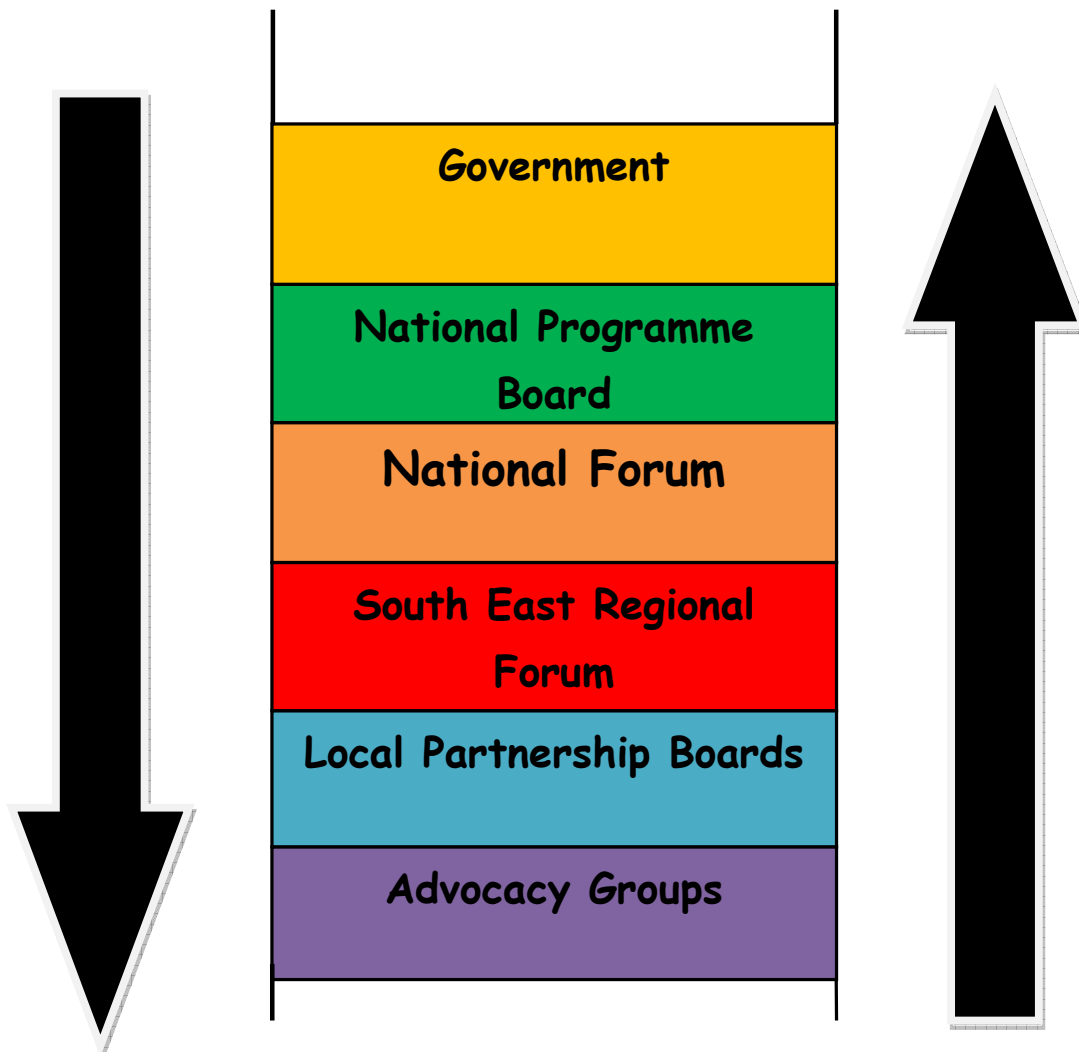 Government
National Programme
Board
National Forum
South East Regional
Forum
Local Partnership Boards
Advocacy Groups